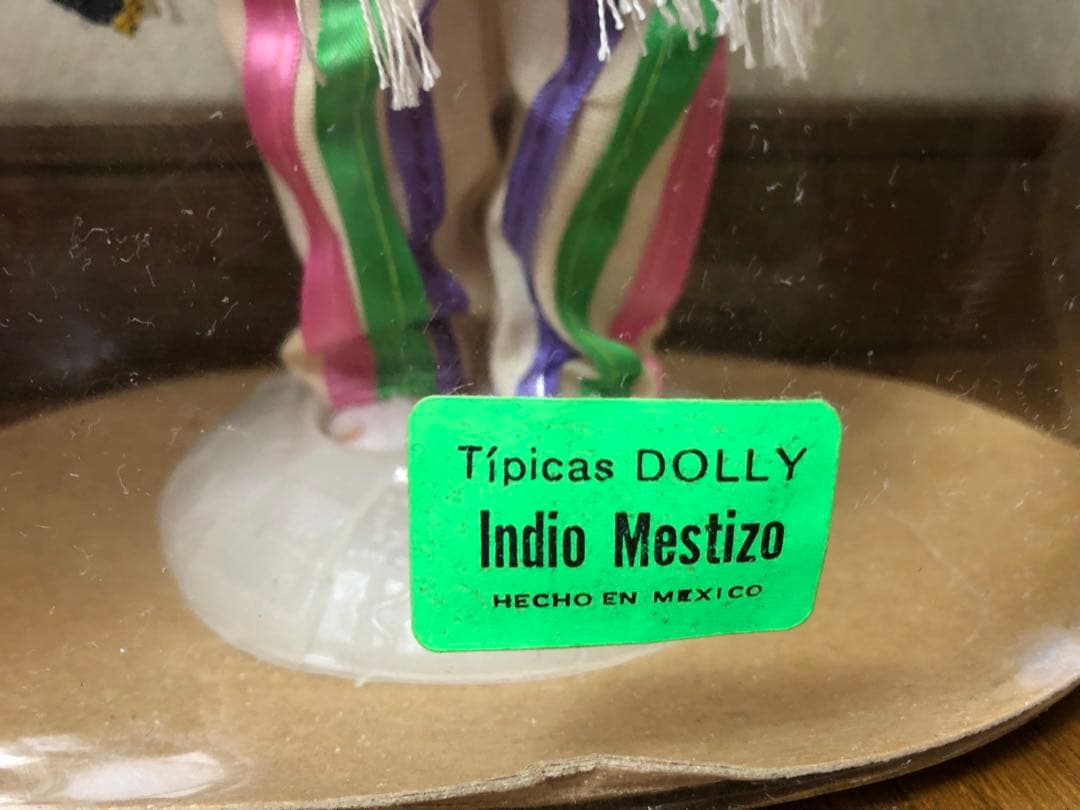 Típicas DOLLY
Indio Mestizo
HECHO EN MEXICO